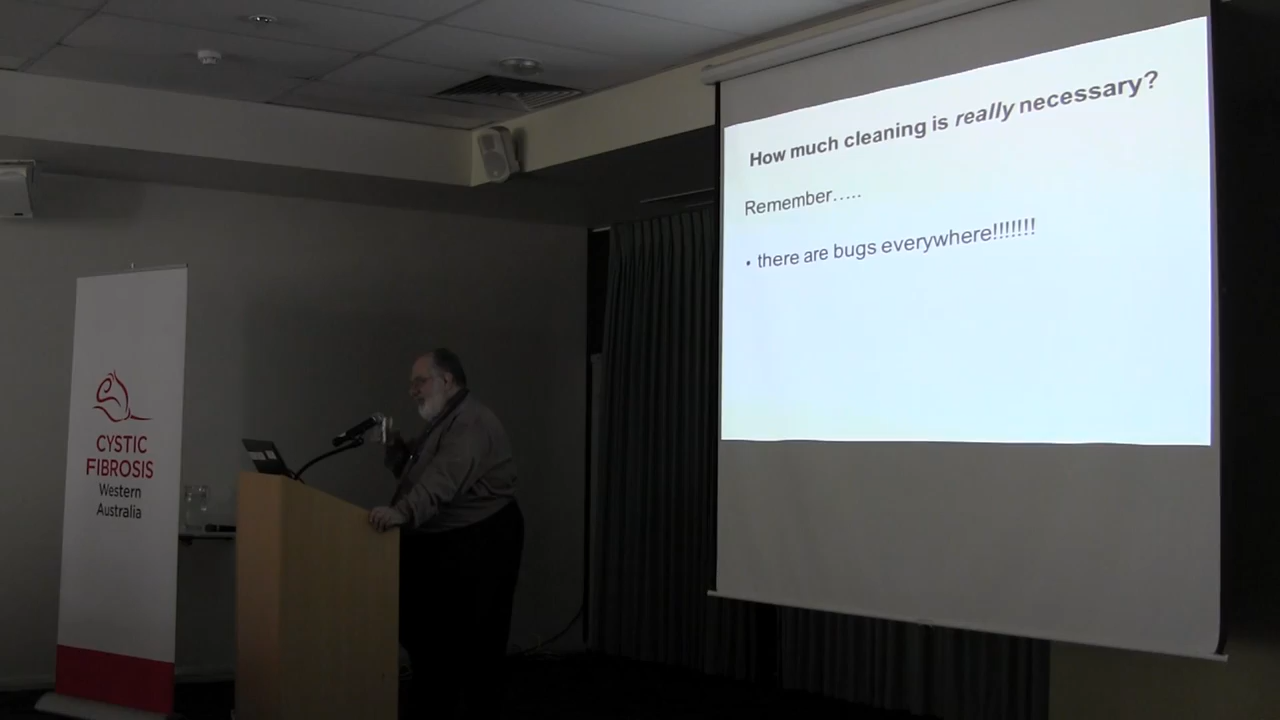 CYSTIC
FIBROSIS
Western
Australia
How much cleaning is really necessary?
Remember…..
• there are bugs everywhere!!!!!!!